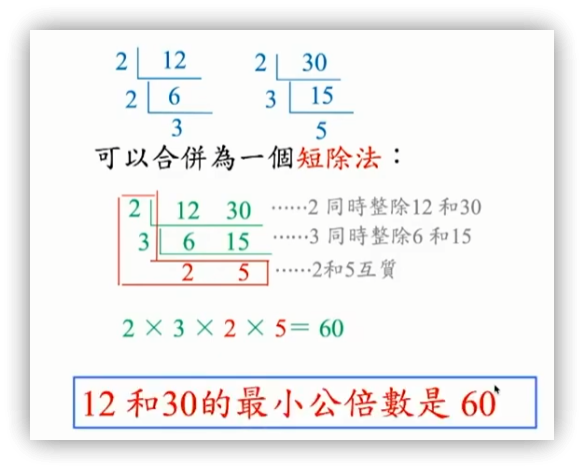 2 12 2 30
2 6 3 15
3 5
可以合併為一個短除法：
2 12 30 ……2 同時整除12 和30
3 6 15 ……3 同時整除6 和15
2 5 ……2和5互質
2 × 3 × 2 × 5= 60
12 和30的最小公倍數是 60